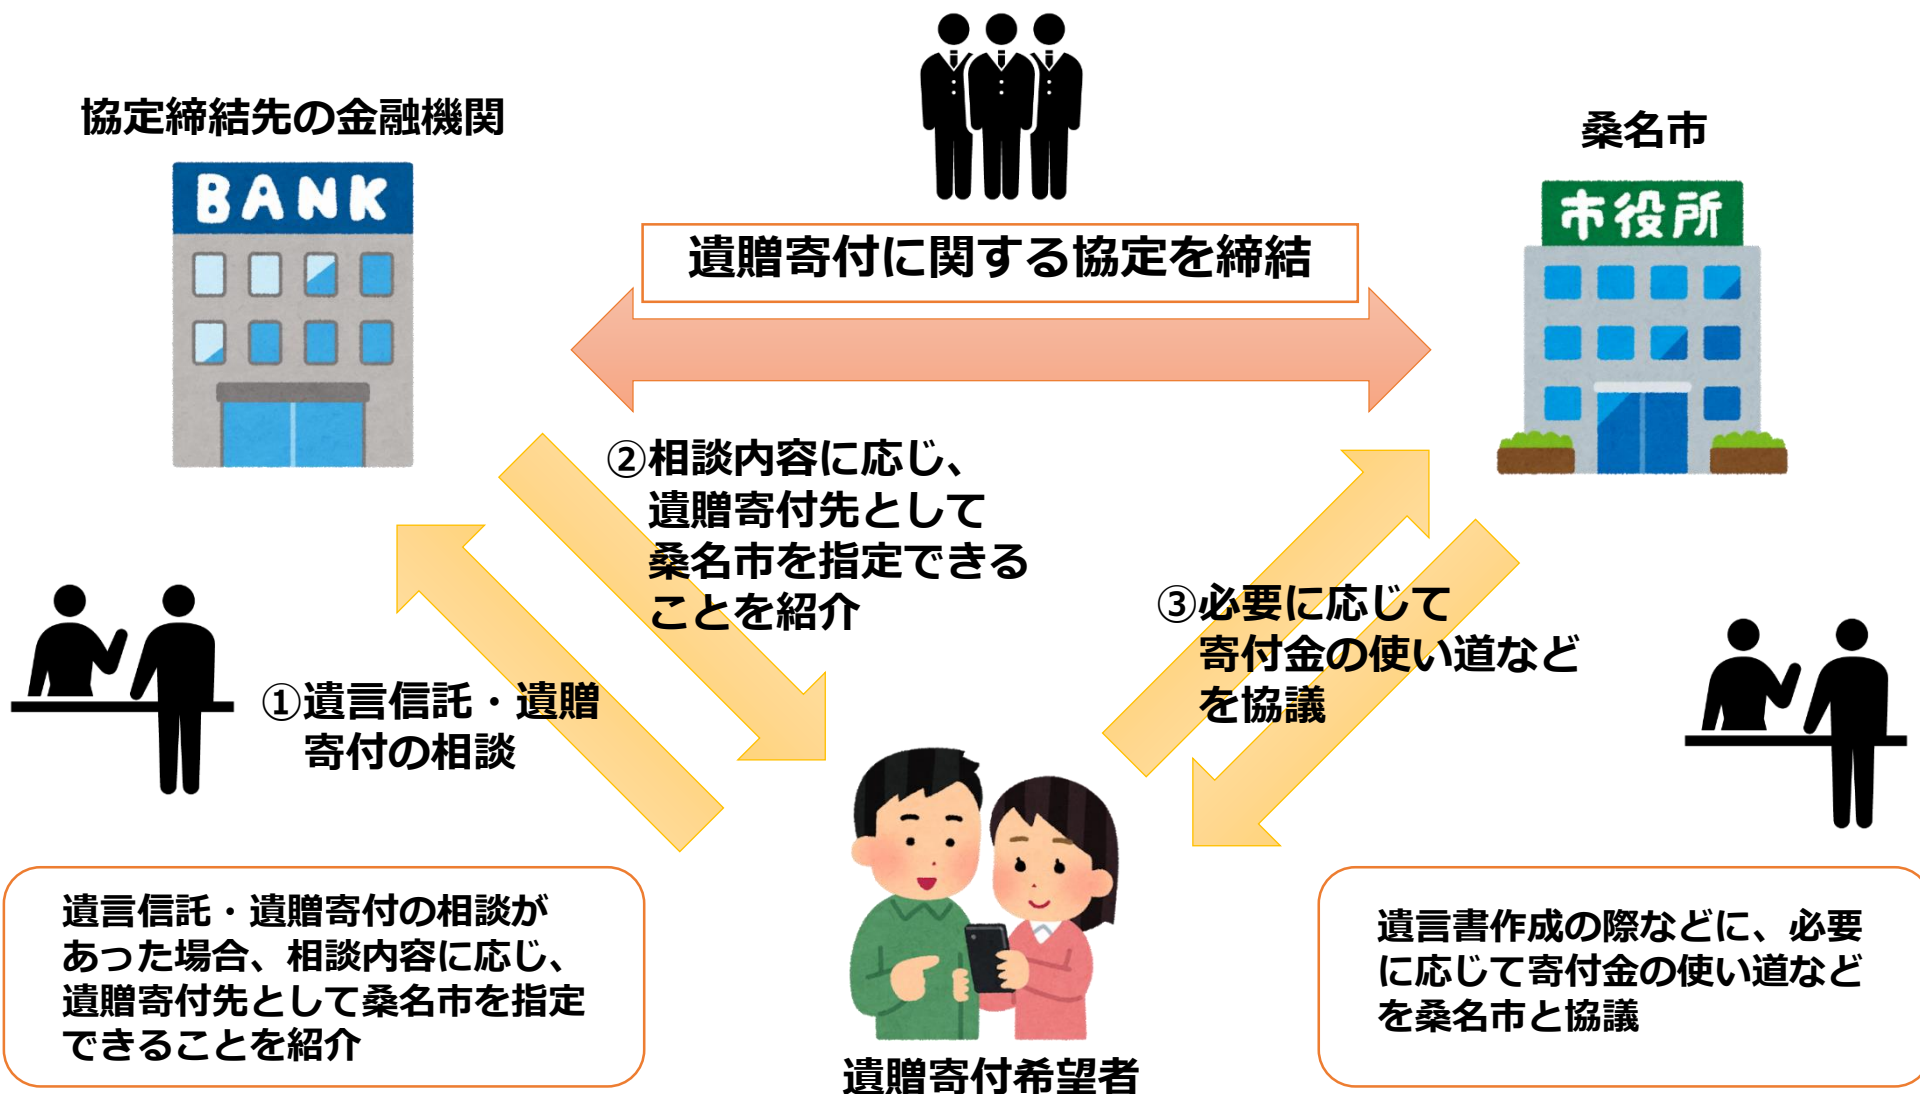 協定締結先の金融機関
BANK
桑名市
市役所
遺贈寄付に関する協定を締結
②相談内容に応じ、
遺贈寄付先として
桑名市を指定できる
ことを紹介
①遺言信託・遺贈
寄付の相談
③必要に応じて
寄付金の使い道など
を協議
遺言信託・遺贈寄付の相談が
あった場合、相談内容に応じ、
遺贈寄付先として桑名市を指定
できることを紹介
遺贈寄付希望者
遺言書作成の際などに、必要
に応じて寄付金の使い道など
を桑名市と協議